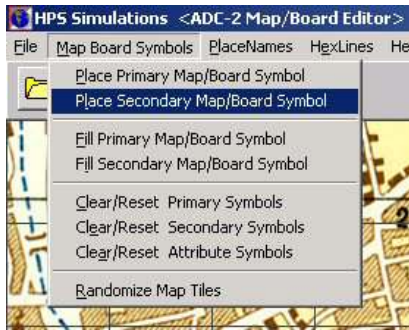 HPS Simulations <ADC-2 Map/Board Editor>
File Map Board Symbols PlaceNames HexLines
Place Primary Map/Board Symbol
Place Secondary Map/Board Symbol
Fill Primary Map/Board Symbol
Fill Secondary Map/Board Symbol
Clear/Reset Primary Symbols
Clear/Reset Secondary Symbols
Clear/Reset Attribute Symbols
2
Randomize Map Tiles